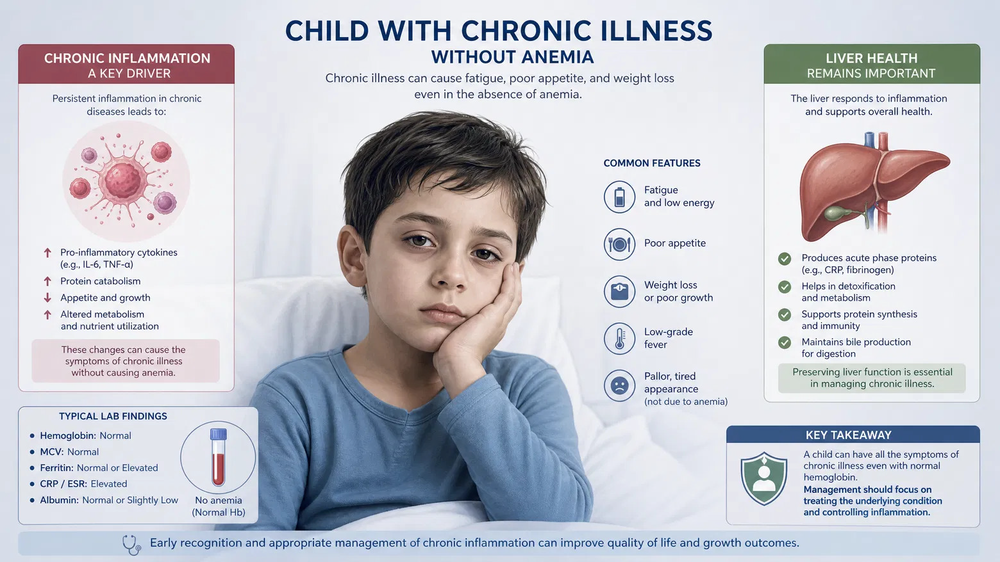 CHILD WITH CHRONIC ILLNESS
WITHOUT ANEMIA
Chronic illness can cause fatigue, poor appetite, and weight loss
even in the absence of anemia.
CHRONIC INFLAMMATION
A KEY DRIVER
Persistent inflammation in chronic
diseases leads to:
↑ Pro-inflammatory cytokines
(e.g., IL-6, TNF-α)
↑ Protein catabolism
↓ Appetite and growth
↑ Altered metabolism
and nutrient utilization
These changes can cause the
symptoms of chronic illness
without causing anemia.
TYPICAL LAB FINDINGS
• Hemoglobin: Normal
• MCV: Normal
• Ferritin: Normal or Elevated
• CRP / ESR: Elevated
• Albumin: Normal or Slightly Low
No anemia
(Normal Hb)
COMMON FEATURES
Fatigue
and low energy
Poor appetite
Weight loss
or poor growth
Low-grade
fever
Pallor, tired
appearance
(not due to anemia)
LIVER HEALTH
REMAINS IMPORTANT
The liver responds to inflammation
and supports overall health.
Produces acute phase proteins
(e.g., CRP, fibrinogen)
Helps in detoxification
and metabolism
Supports protein synthesis
and immunity
Maintains bile production
for digestion
Preserving liver function is essential
in managing chronic illness.
KEY TAKEAWAY
A child can have all the symptoms of
chronic illness even with normal
hemoglobin.
Management should focus on
treating the underlying condition
and controlling inflammation.
Early recognition and appropriate management of chronic inflammation can improve quality of life and growth outcomes.